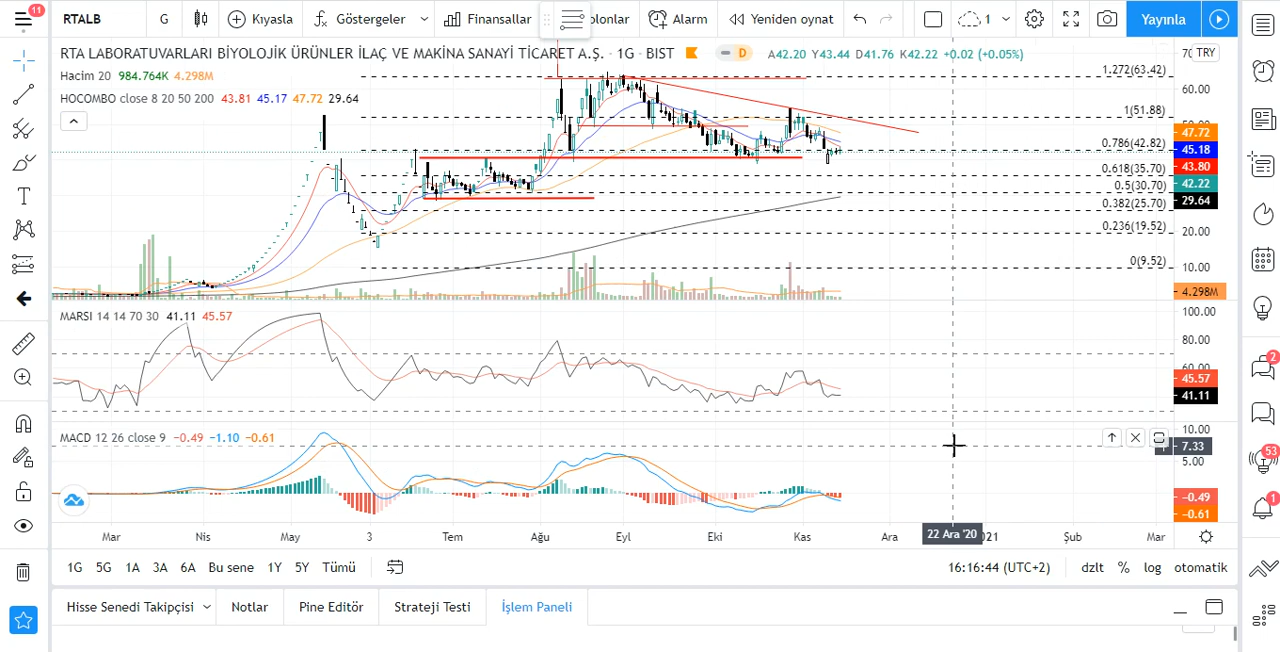 11
RTALB G Kıyasla Göstergeler Finansallar olonlar Alarm Yeniden oynat 1 Yayınla
RTA LABORATUVARLARI BİYOLOJİK ÜRÜNLER İLAÇ VE MAKİNA SANAYİ TİCARET A.Ş. · 1G · BIST D A42.20 Y43.44 D41.76 K42.22 +0.02 (+0.05%)
TRY
Hacim 20 984.764K 4.298M
HOCOMBO close 8 20 50 200 43.81 45.17 47.72 29.64
1.272(63.42)
60.00
1(51.88)
47.72
0.786(42.82)
45.18
43.80
0.618(35.70)
42.22
0.5(30.70)
29.64
0.382(25.70)
0.236(19.52)
20.00
0(9.52)
10.00
4.298M
MARSI 14 14 70 30 41.11 45.57
100.00
80.00
45.57
41.11
MACD 12 26 close 9 −0.49 −1.10 −0.61
10.00
7.33
5.00
−0.49
−0.61
Mar Nis May 3 Tem Ağu Eyl Eki Kas Ara 22 Ara '20 021 Şub Mar
1G 5G 1A 3A 6A Bu sene 1Y 5Y Tümü 16:16:44 (UTC+2) dzlt % log otomatik
Hisse Senedi Takipçisi Notlar Pine Editör Strateji Testi İşlem Paneli
2
53
1